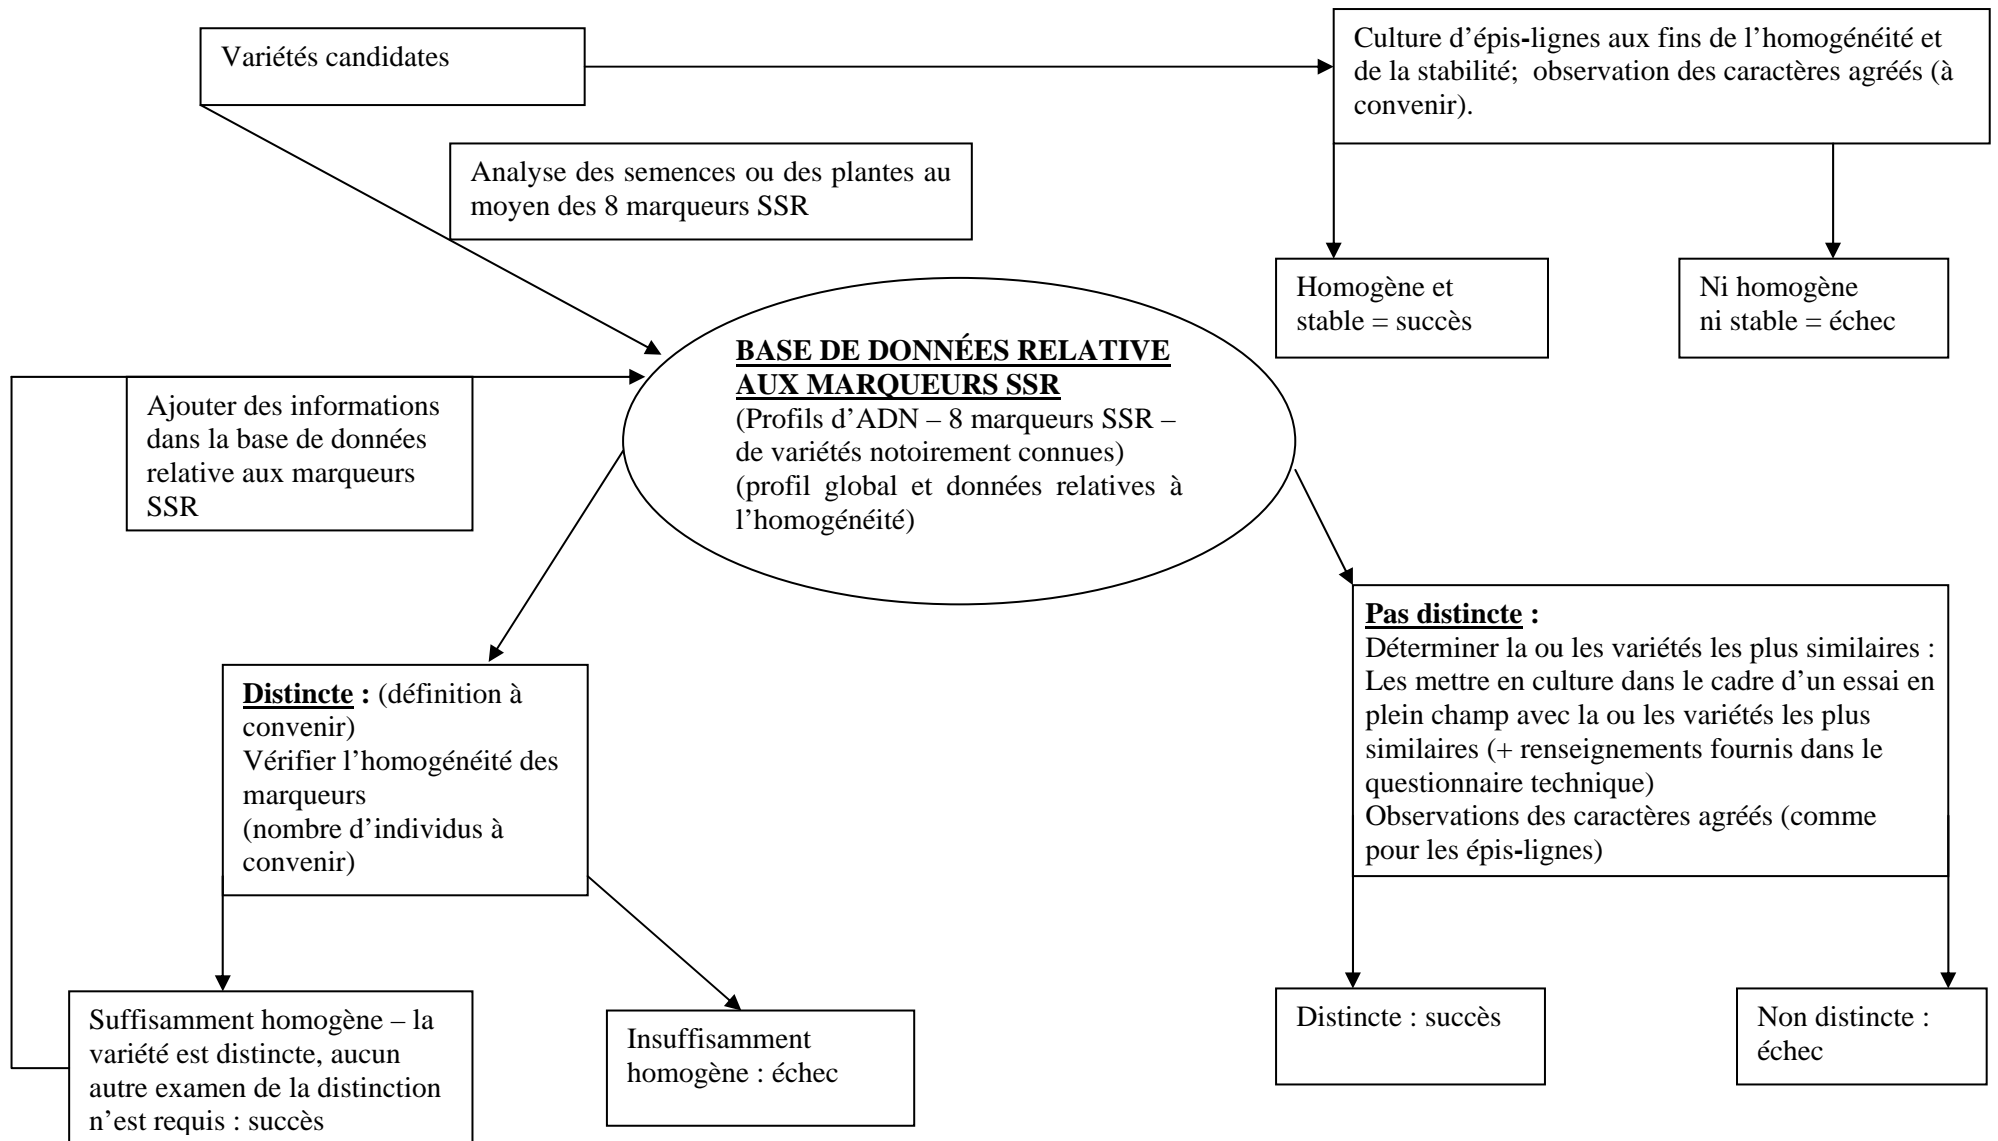 Variétés candidates
Culture d'épis-lignes aux fins de l'homogénéité et
de la stabilité; observation des caractères agréés (à
convenir).
Analyse des semences ou des plantes au
moyen des 8 marqueurs SSR
Homogène et
stable = succès
Ni homogène
ni stable = échec
BASE DE DONNÉES RELATIVE
AUX MARQUEURS SSR
(Profils d'ADN – 8 marqueurs SSR –
de variétés notoirement connues)
(profil global et données relatives à
l'homogénéité)
Ajouter des informations
dans la base de données
relative aux marqueurs
SSR
Distincte : (définition à
convenir)
Vérifier l'homogénéité des
marqueurs
(nombre d'individus à
convenir)
Pas distincte :
Déterminer la ou les variétés les plus similaires :
Les mettre en culture dans le cadre d'un essai en
plein champ avec la ou les variétés les plus
similaires (+ renseignements fournis dans le
questionnaire technique)
Observations des caractères agréés (comme
pour les épis-lignes)
Suffisamment homogène – la
variété est distincte, aucun
autre examen de la distinction
n'est requis : succès
Insuffisamment
homogène : échec
Distincte : succès
Non distincte :
échec